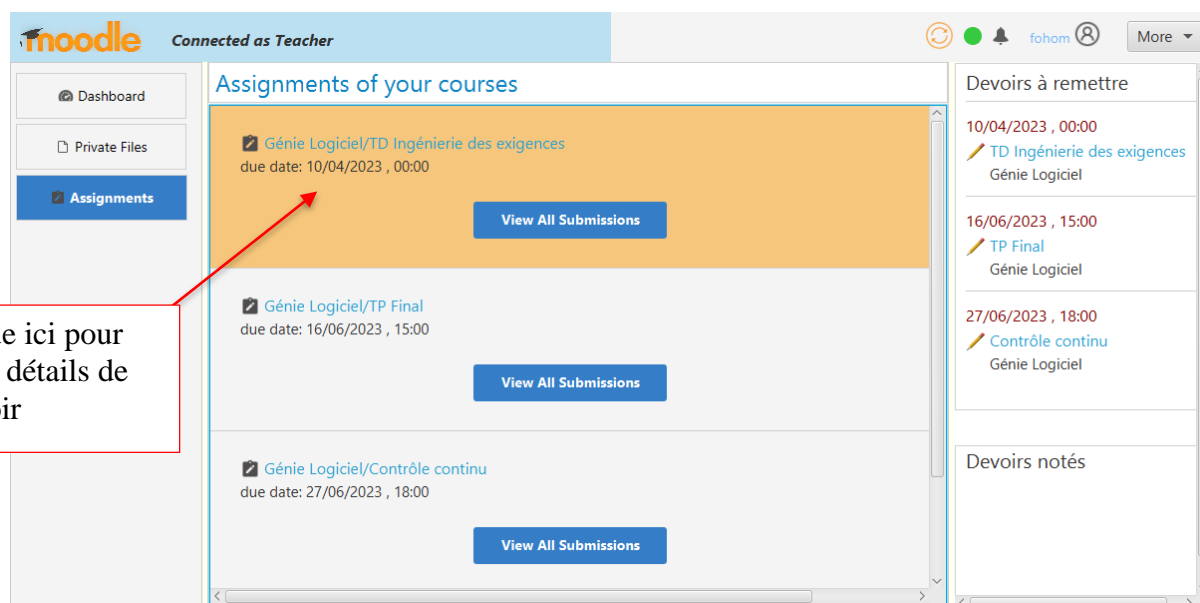 moodle
Connected as Teacher
fohom
More
Dashboard
Private Files
Assignments
Assignments of your courses
Génie Logiciel/TD Ingénierie des exigences
due date: 10/04/2023 , 00:00
View All Submissions
Génie Logiciel/TP Final
due date: 16/06/2023 , 15:00
View All Submissions
Génie Logiciel/Contrôle continu
due date: 27/06/2023 , 18:00
View All Submissions
ici pour
détails de
Devoirs à remettre
10/04/2023 , 00:00
TD Ingénierie des exigences
Génie Logiciel
16/06/2023 , 15:00
TP Final
Génie Logiciel
27/06/2023 , 18:00
Contrôle continu
Génie Logiciel
Devoirs notés